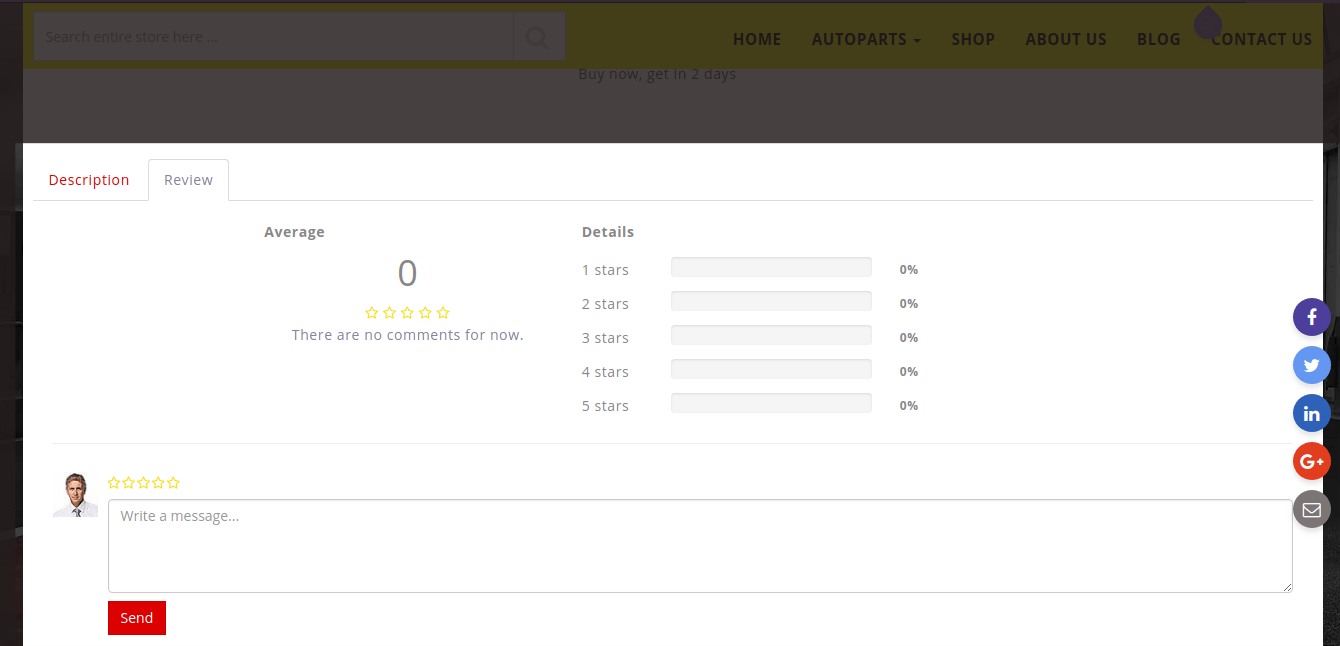 Search entire store here ...
HOME AUTOPARTS SHOP ABOUT US BLOG CONTACT US
Buy now, get in 2 days
Description Review
Average
0
There are no comments for now.
Details
1 stars 0%
2 stars 0%
3 stars 0%
4 stars 0%
5 stars 0%
Write a message...
Send
f
in
G+